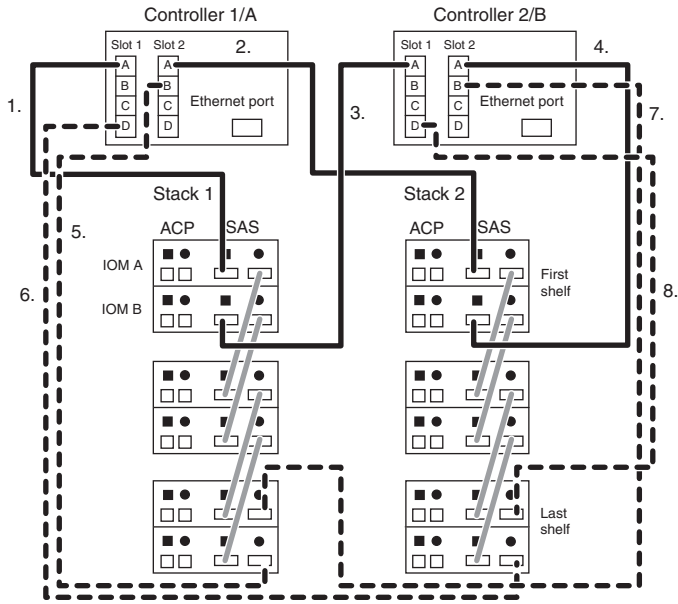 Controller 1/A
Controller 2/B
Slot 1 Slot 2
2.
Slot 1 Slot 2
4.
A A
A A
1.
B B
Ethernet port
3.
B B
Ethernet port
7.
C C
C C
D D
D D
Stack 1
Stack 2
5.
ACP SAS
ACP SAS
IOM A
First
shelf
6.
8.
IOM B
Last
shelf